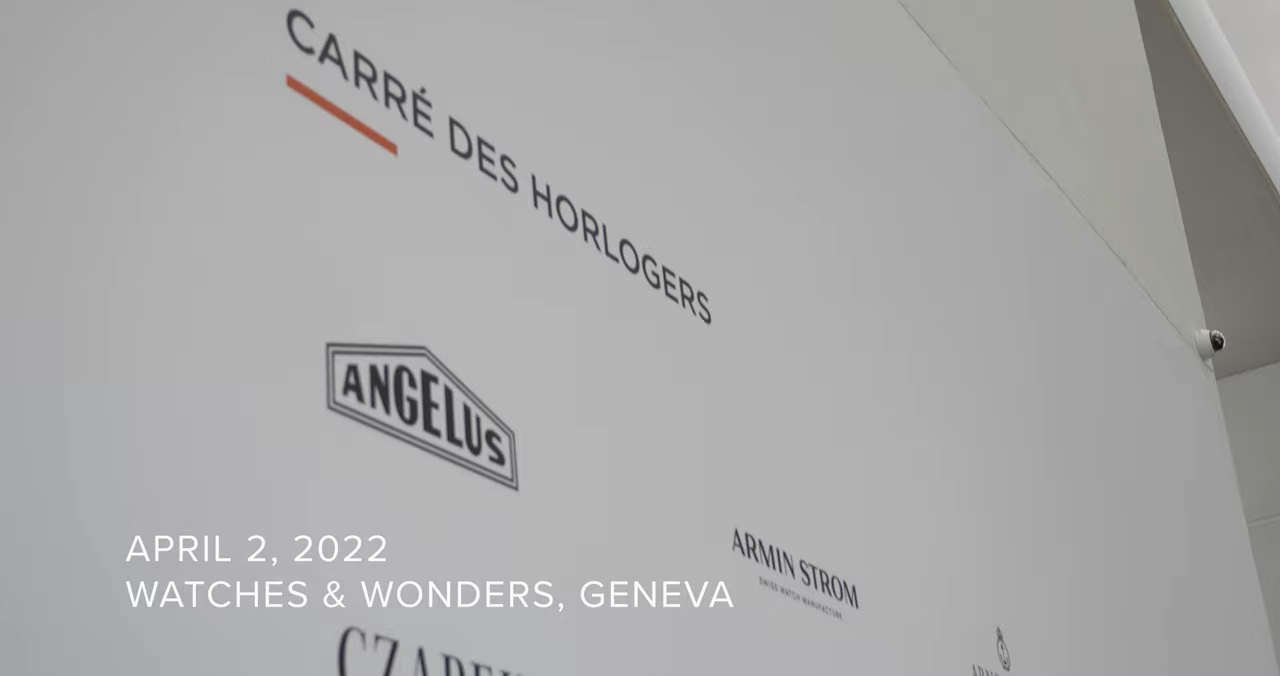 CARRÉ DES HORLOGERS
ANGELUS
ARMIN STROM
SWISS WATCH MANUFACTURE
APRIL 2, 2022
WATCHES & WONDERS, GENEVA